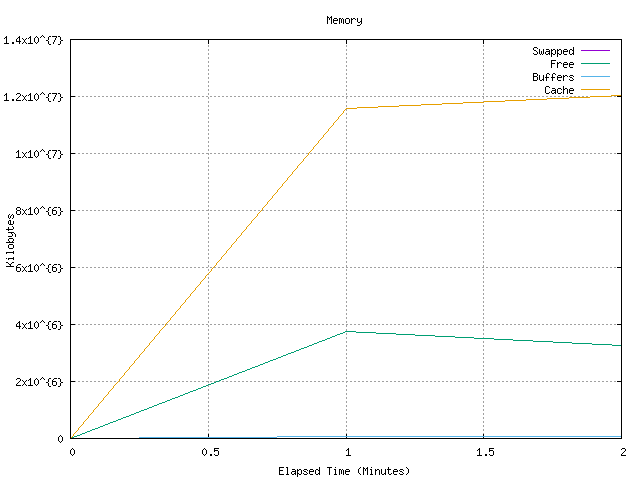 Memory
1.4x10^{7}
1.2x10^{7}
1x10^{7}
8x10^{6}
6x10^{6}
4x10^{6}
2x10^{6}
0
Kilobytes
Swapped
Free
Buffers
Cache
0 0.5 1 1.5 2
Elapsed Time (Minutes)